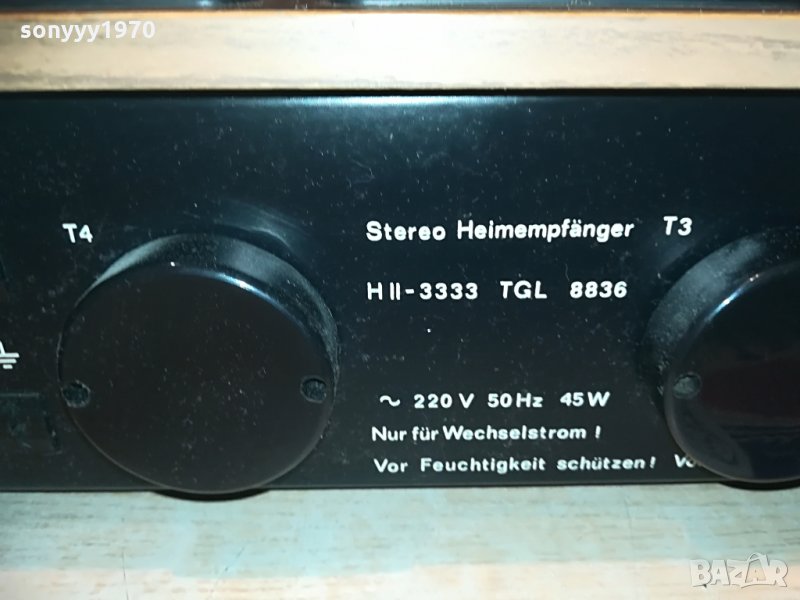 sonyyy1970
T4
Stereo Heimempfänger T3
H II-3333 TGL 8836
~ 220 V 50 Hz 45 W
Nur für Wechselstrom !
Vor Feuchtigkeit schützen!
BAZAR